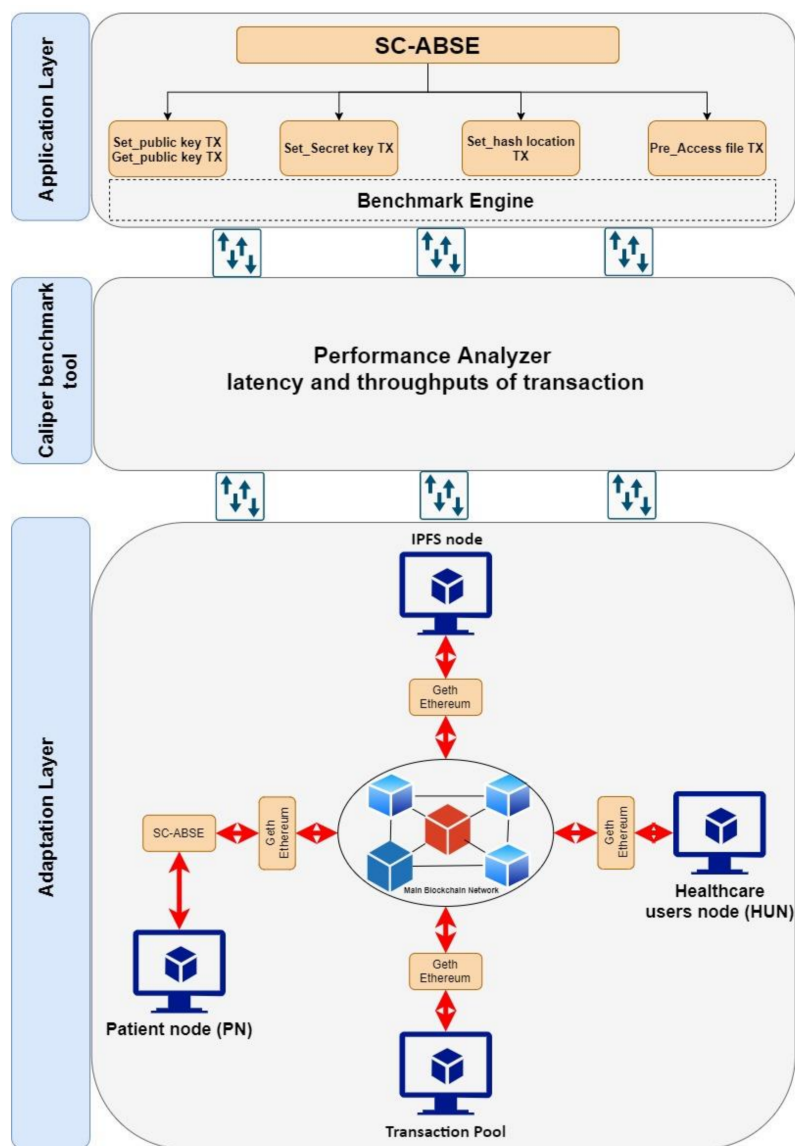 Application Layer
SC-ABSE
Set_public key TX
Get_public key TX
Set_Secret key TX
Set_hash location
TX
Pre_Access file TX
Benchmark Engine
Caliper benchmark
tool
Performance Analyzer
latency and throughputs of transaction
Adaptation Layer
IPFS node
Geth
Ethereum
SC-ABSE
Geth
Ethereum
Main Blockchain Network
Geth
Ethereum
Healthcare
users node (HUN)
Patient node (PN)
Geth
Ethereum
Transaction Pool